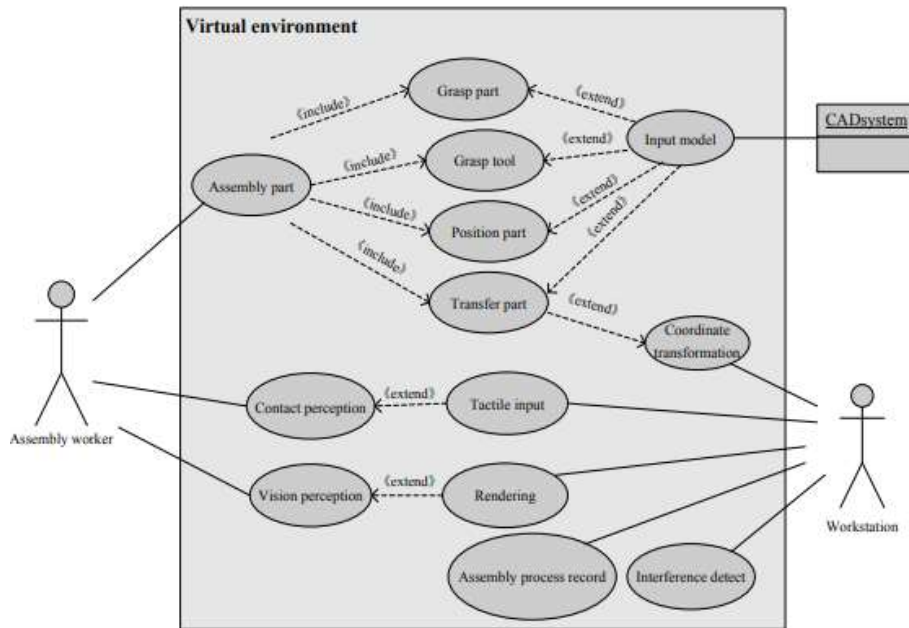 Virtual environment
Grasp part
《include》
《extend》
CADsystem
Input model
《extend》
Grasp tool
《include》
Assembly part
《extend》
《include》
Position part
《extend》
《include》
Transfer part
《extend》
Coordinate
transformation
Contact perception
《extend》
Tactile input
Assembly worker
Vision perception
《extend》
Rendering
Workstation
Assembly process record
Interference detect